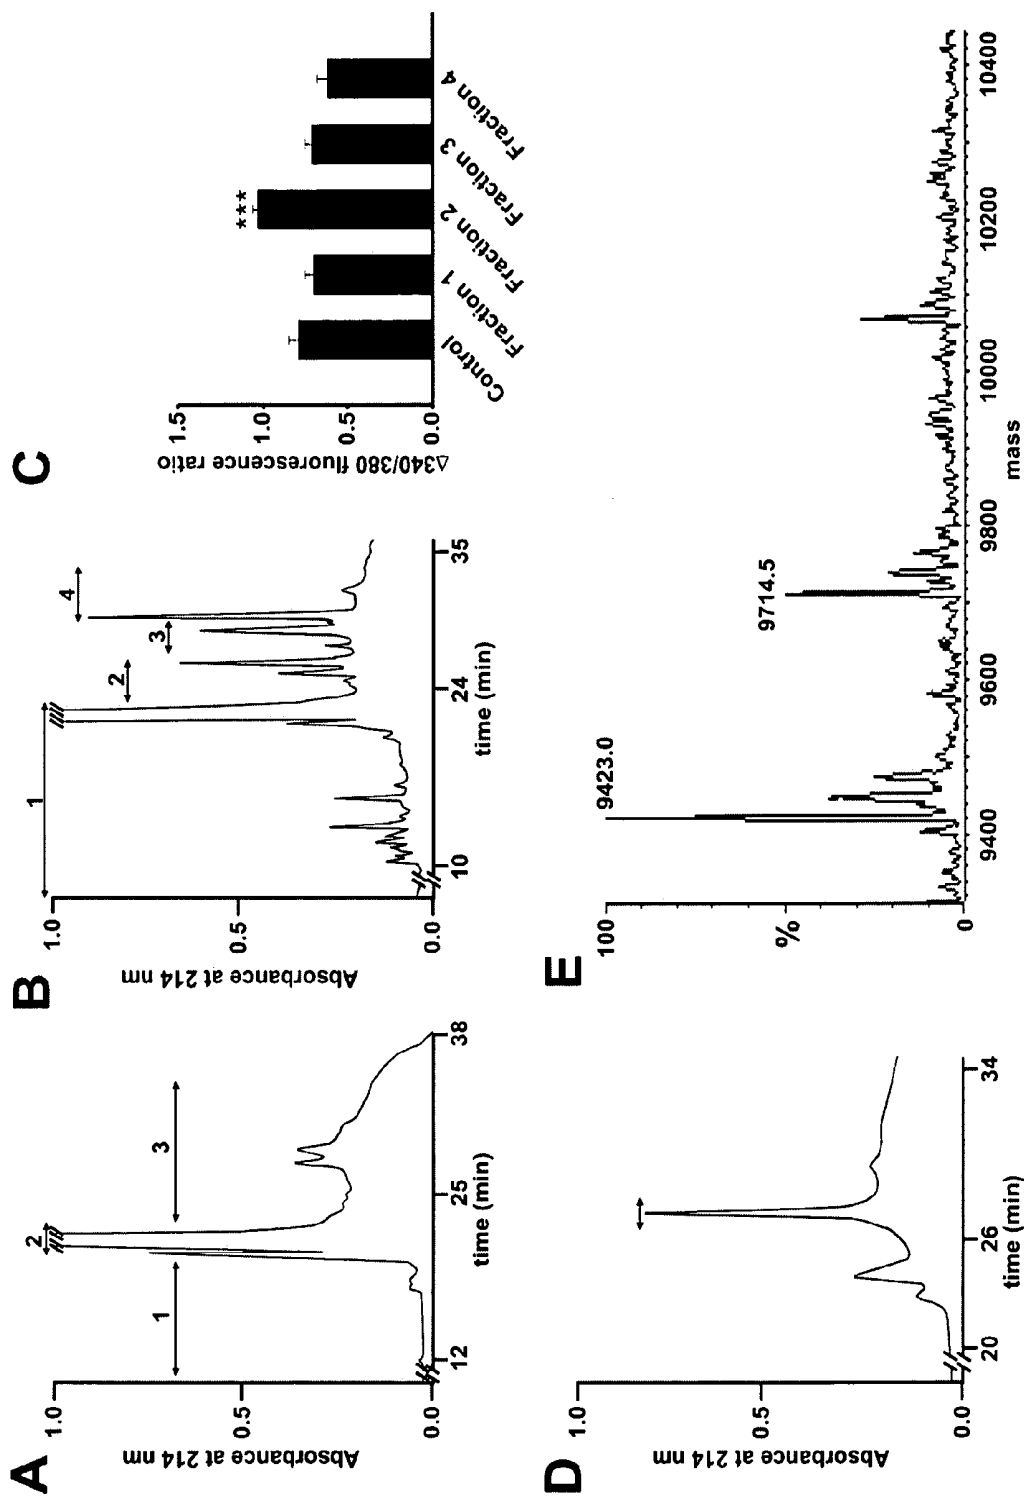 A
Absorbance at 214 nm
1.0
0.5
0.0
12
25
38
time (min)
1
2
3
B
Absorbance at 214 nm
1.0
0.5
0.0
10
24
35
time (min)
1
2
3
4
C
Δ340/380 fluorescence ratio
1.5
1.0
0.5
0.0
***
Control
Fraction 1
Fraction 2
Fraction 3
Fraction 4
D
Absorbance at 214 nm
1.0
0.5
0.0
20
26
34
time (min)
E
%
100
0
9423.0
9714.5
9400
9600
9800
10000
10200
10400
mass